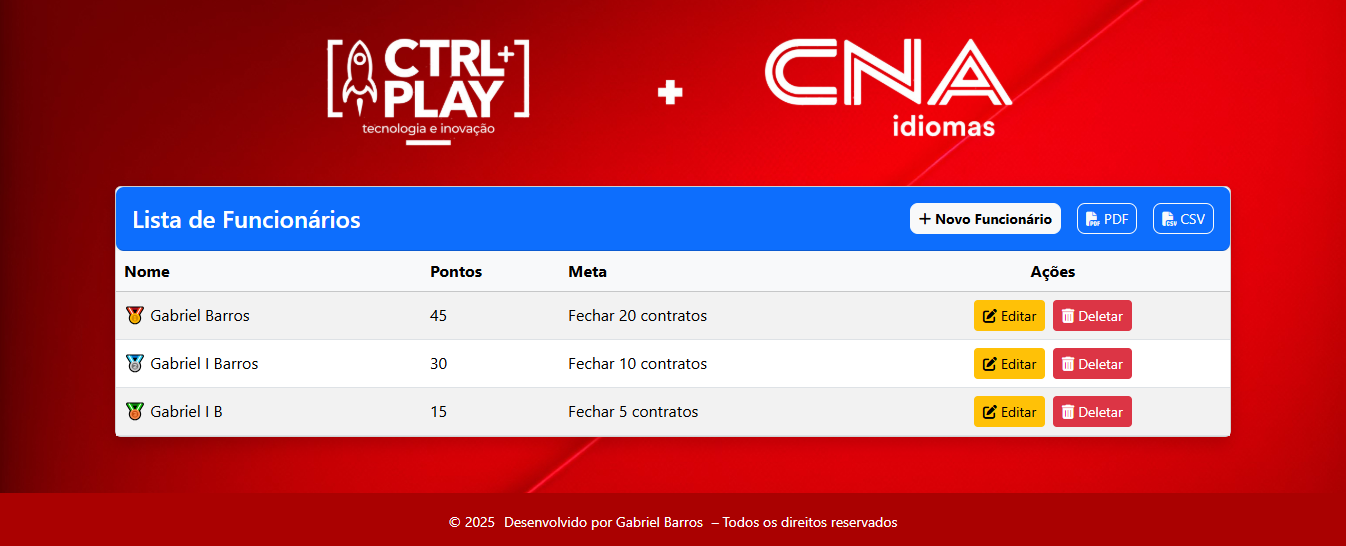 CTRL+
PLAY
tecnologia e inovação
+
CNA
idiomas
Lista de Funcionários
+ Novo Funcionário
PDF
CSV
Nome Pontos Meta Ações
Gabriel Barros 45 Fechar 20 contratos Editar Deletar
Gabriel I Barros 30 Fechar 10 contratos Editar Deletar
Gabriel I B 15 Fechar 5 contratos Editar Deletar
© 2025 Desenvolvido por Gabriel Barros – Todos os direitos reservados